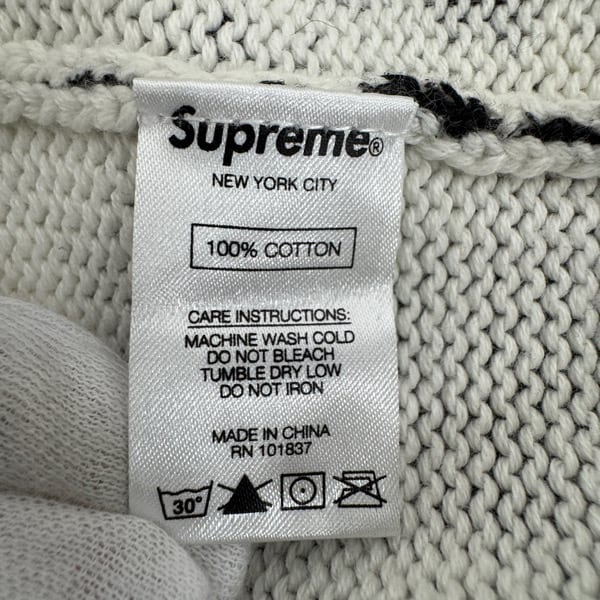 Supreme®
NEW YORK CITY
100% COTTON
CARE INSTRUCTIONS:
MACHINE WASH COLD
DO NOT BLEACH
TUMBLE DRY LOW
DO NOT IRON
MADE IN CHINA
RN 101837
30°